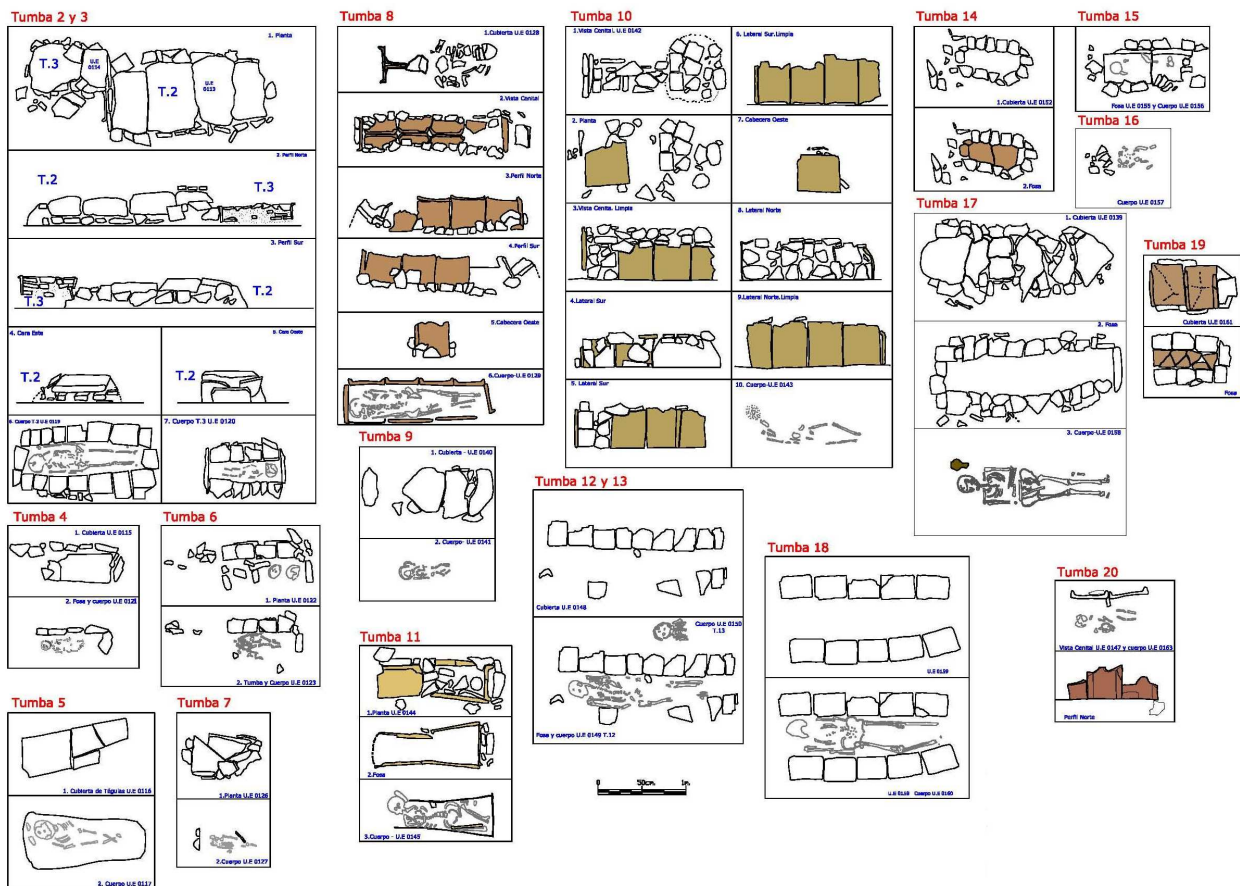 Tumba 2 y 3
1. Planta
T.3
U.E
0114
T.2
U.E
0113
2. Perfil Norte
T.2
T.3
3. Perfil Sur
T.3
T.2
4. Cara Este
T.2
5. Cara Oeste
T.2
6. Cuerpo T.2 U.E 0119
7. Cuerpo T.3 U.E 0120
Tumba 4
1. Cubierta U.E 0115
2. Fosa y cuerpo U.E 0121
Tumba 6
1. Planta U.E 0122
2. Tumba y Cuerpo U.E 0123
Tumba 5
1. Cubierta de Tégulas U.E 0116
2. Cuerpo U.E 0117
Tumba 7
1.Planta U.E 0126
2.Cuerpo U.E 0127
Tumba 8
1.Cubierta U.E 0128
2.Vista Cenital
3.Perfil Norte
4.Perfil Sur
5.Cabecera Oeste
6.Cuerpo-U.E 0129
Tumba 9
1. Cubierta - U.E 0140
2. Cuerpo- U.E 0141
Tumba 11
1.Planta U.E 0144
2.Fosa
3.Cuerpo - U.E 0145
Tumba 10
1.Vista Cenital. U.E 0142
2. Planta
3.Vista Cenital. Limpia
4.Lateral Sur
5. Lateral Sur
6. Lateral Sur.Limpia
7. Cabecera Oeste
8. Lateral Norte
9.Lateral Norte.Limpia
10. Cuerpo-U.E 0143
Tumba 12 y 13
Cubierta U.E 0148
Cuerpo U.E 0150
T.13
Fosa y cuerpo U.E 0149 T.12
0 50cm. 1m.
Tumba 18
U.E 0159
U.E 0159 Cuerpo U.E 0160
Tumba 14
1.Cubierta U.E 0152
2.Fosa
Tumba 15
Fosa U.E 0155 y Cuerpo U.E 0156
Tumba 16
Cuerpo U.E 0157
Tumba 17
1. Cubierta U.E 0139
2. Fosa
3. Cuerpo-U.E 0158
Tumba 19
Cubierta U.E 0161
Fosa
Tumba 20
Vista Cenital U.E 0147 y cuerpo U.E 0163
Perfil Norte